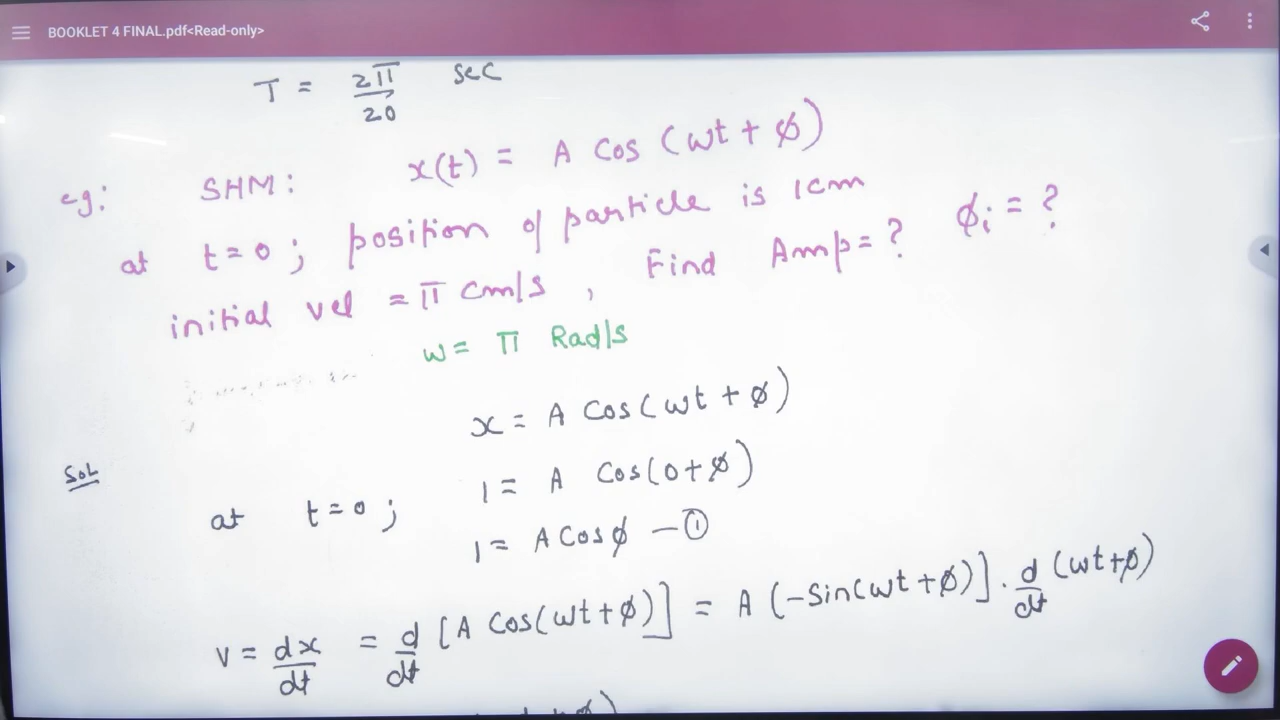 BOOKLET 4 FINAL.pdf<Read-only>
T = 2π/20 sec
eg: SHM: x(t) = A Cos (ωt + ϕ)
at t=0 ; position of particle is 1cm
initial vel = π cm/s , Find Amp= ? ϕi = ?
ω = π Rad/s
x = A Cos(ωt + ϕ)
Sol
at t=0 ; 1 = A Cos(0+ϕ)
1 = A Cosϕ — ①
v = dx/dt = d/dt [A Cos(ωt+ϕ)] = A (-Sin(ωt+ϕ)] . d/dt (ωt+ϕ)